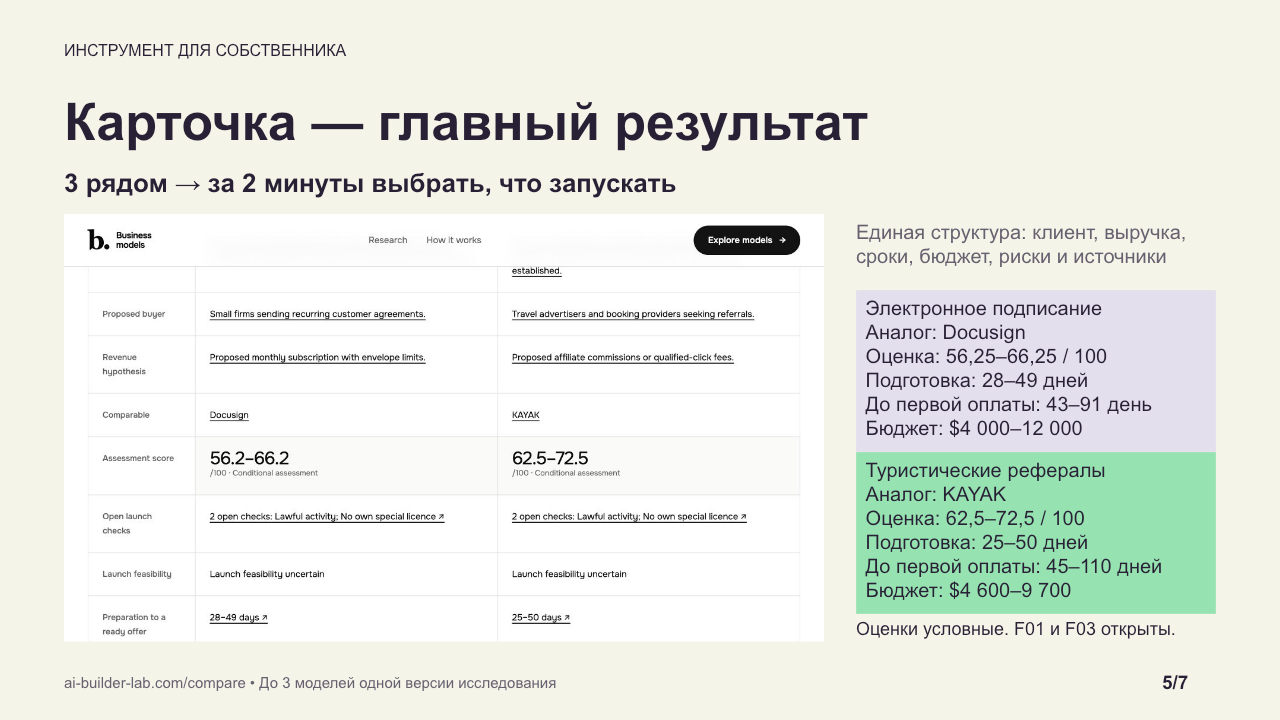 ИНСТРУМЕНТ ДЛЯ СОБСТВЕННИКА
Карточка — главный результат
3 рядом → за 2 минуты выбрать, что запускать
b. Business models
Research How it works
Explore models →
established.
Proposed buyer
Small firms sending recurring customer agreements.
Travel advertisers and booking providers seeking referrals.
Revenue hypothesis
Proposed monthly subscription with envelope limits.
Proposed affiliate commissions or qualified-click fees.
Comparable
Docusign
KAYAK
Assessment score
56.2–66.2
/100 · Conditional assessment
62.5–72.5
/100 · Conditional assessment
Open launch checks
2 open checks: Lawful activity; No own special licence ↗
2 open checks: Lawful activity; No own special licence ↗
Launch feasibility
Launch feasibility uncertain
Launch feasibility uncertain
Preparation to a ready offer
28–49 days ↗
25–50 days ↗
Единая структура: клиент, выручка,
сроки, бюджет, риски и источники
Электронное подписание
Аналог: Docusign
Оценка: 56,25–66,25 / 100
Подготовка: 28–49 дней
До первой оплаты: 43–91 день
Бюджет: $4 000–12 000
Туристические рефералы
Аналог: KAYAK
Оценка: 62,5–72,5 / 100
Подготовка: 25–50 дней
До первой оплаты: 45–110 дней
Бюджет: $4 600–9 700
Оценки условные. F01 и F03 открыты.
ai-builder-lab.com/compare • До 3 моделей одной версии исследования
5/7